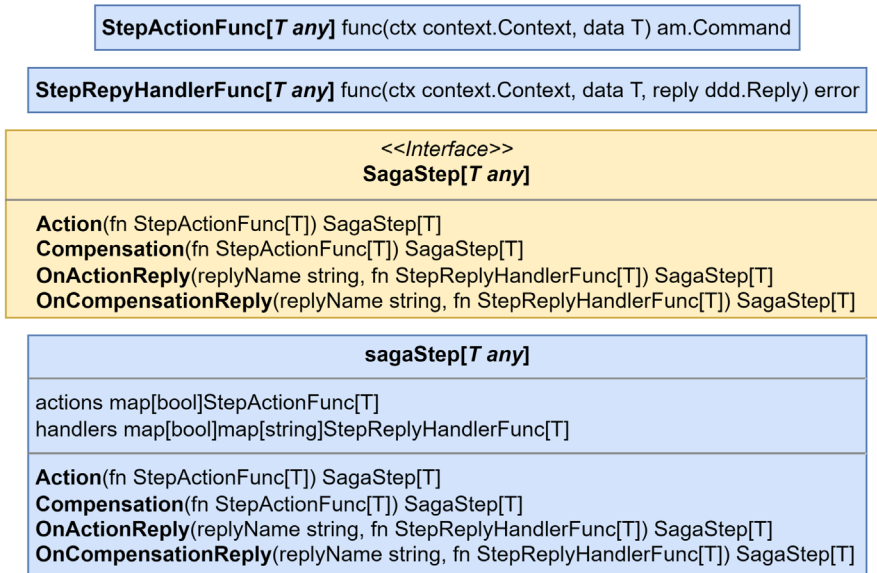 StepActionFunc[T any] func(ctx context.Context, data T) am.Command
StepRepyHandlerFunc[T any] func(ctx context.Context, data T, reply ddd.Reply) error
<<Interface>>
SagaStep[T any]
Action(fn StepActionFunc[T]) SagaStep[T]
Compensation(fn StepActionFunc[T]) SagaStep[T]
OnActionReply(replyName string, fn StepReplyHandlerFunc[T]) SagaStep[T]
OnCompensationReply(replyName string, fn StepReplyHandlerFunc[T]) SagaStep[T]
sagaStep[T any]
actions map[bool]StepActionFunc[T]
handlers map[bool]map[string]StepReplyHandlerFunc[T]
Action(fn StepActionFunc[T]) SagaStep[T]
Compensation(fn StepActionFunc[T]) SagaStep[T]
OnActionReply(replyName string, fn StepReplyHandlerFunc[T]) SagaStep[T]
OnCompensationReply(replyName string, fn StepReplyHandlerFunc[T]) SagaStep[T]